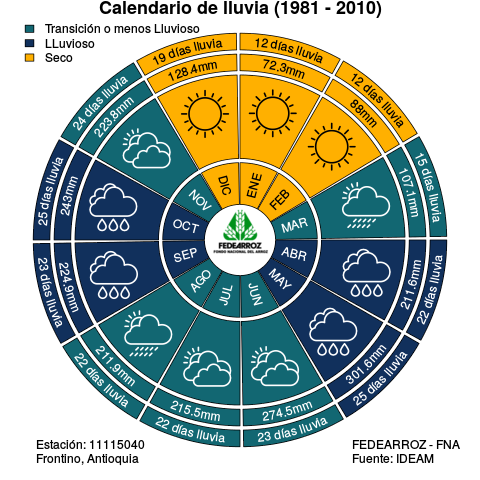 Calendario de lluvia (1981 - 2010)
Transición o menos Lluvioso
LLuvioso
Seco
12 días lluvia
72.3mm
ENE
12 días lluvia
88mm
FEB
15 días lluvia
107.1mm
MAR
22 días lluvia
211.6mm
ABR
25 días lluvia
301.6mm
MAY
23 días lluvia
274.5mm
JUN
22 días lluvia
215.5mm
JUL
22 días lluvia
211.9mm
AGO
23 días lluvia
224.9mm
SEP
25 días lluvia
243mm
OCT
24 días lluvia
223.8mm
NOV
19 días lluvia
128.4mm
DIC
FEDEARROZ
FONDO NACIONAL DEL ARROZ
Estación: 11115040
Frontino, Antioquia
FEDEARROZ - FNA
Fuente: IDEAM